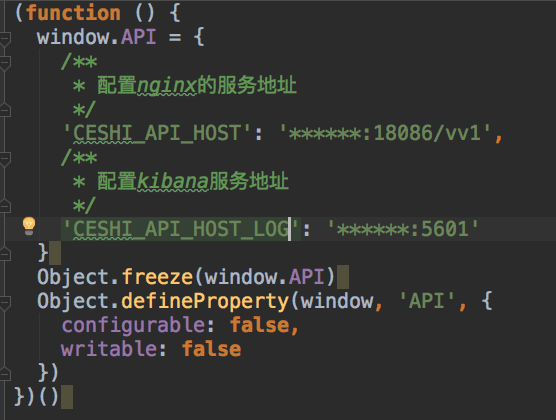 (function () {
  window.API = {
    /**
     * 配置nginx的服务地址
     */
    'CESHI_API_HOST': '******:18086/vv1',
    /**
     * 配置kibana服务地址
     */
    'CESHI_API_HOST_LOG': '******:5601'
  }
  Object.freeze(window.API)
  Object.defineProperty(window, 'API', {
    configurable: false,
    writable: false
  })
})()